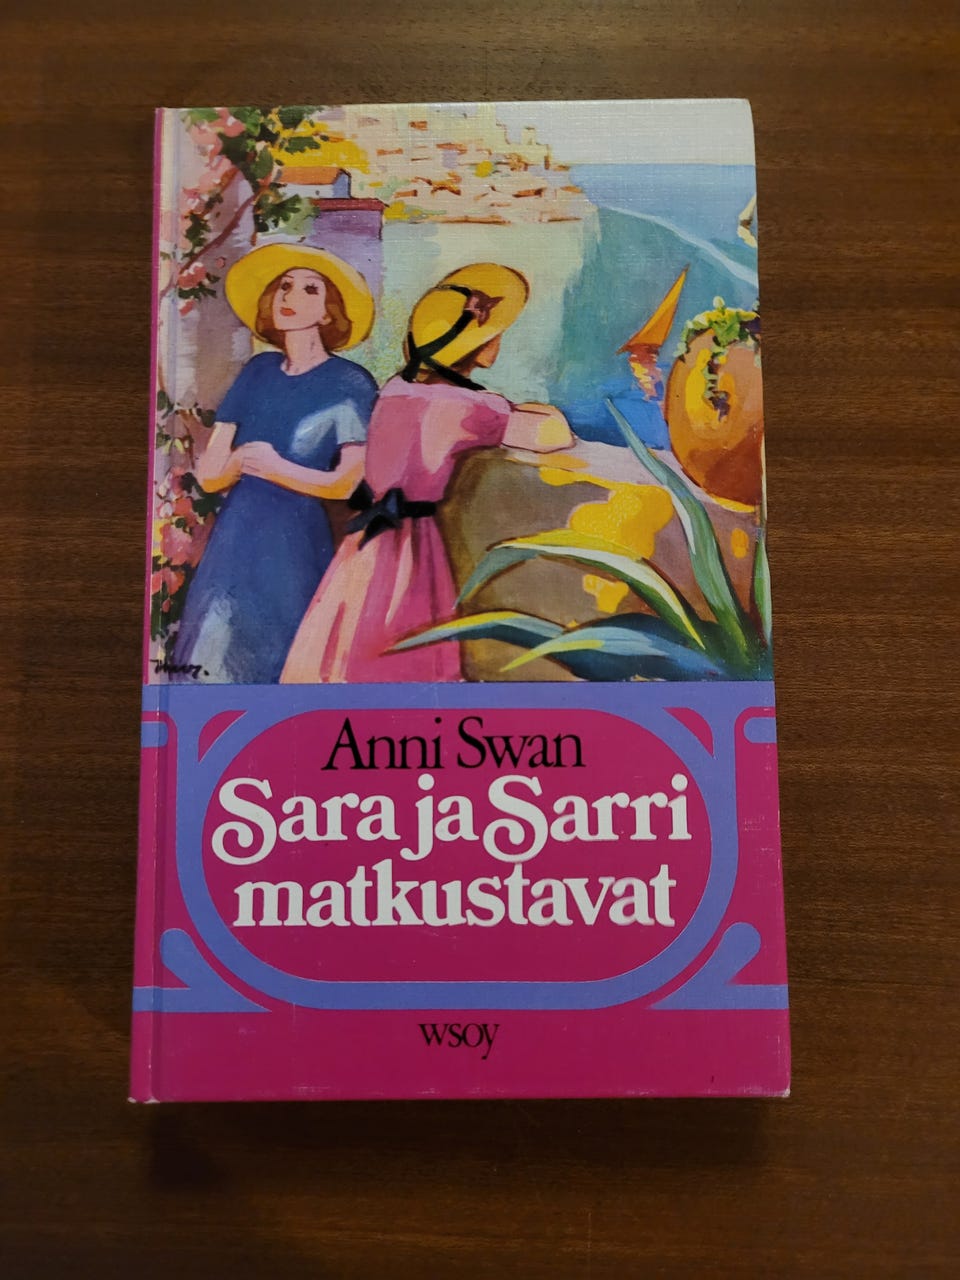 Anni Swan
Sara ja Sarri
matkustavat
wsoy